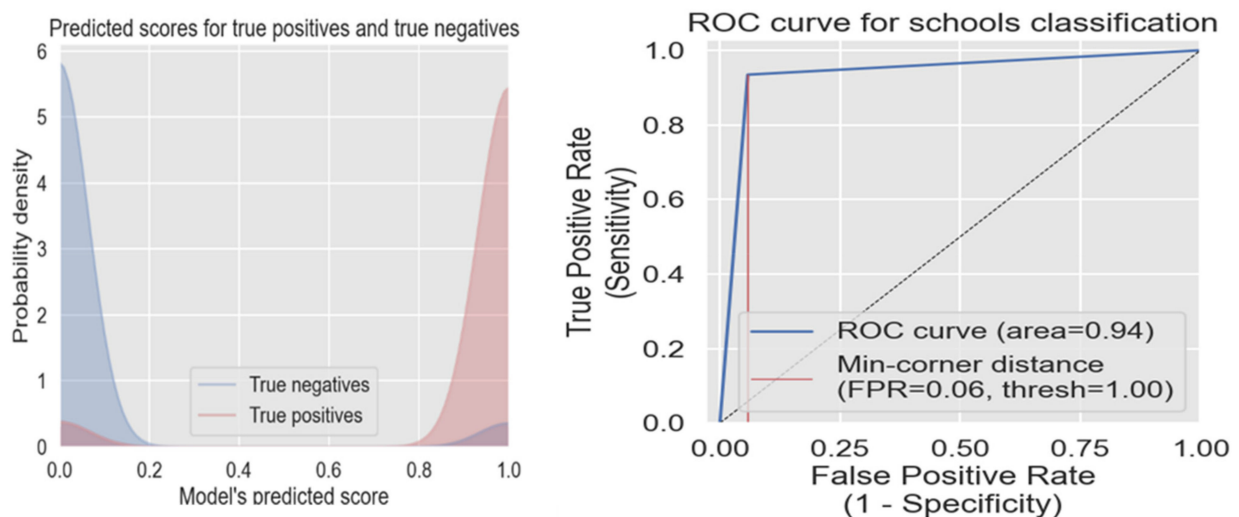 Predicted scores for true positives and true negatives
6
5
4
3
2
1
0
Probability density
True negatives
True positives
0.0 0.2 0.4 0.6 0.8 1.0
Model's predicted score
ROC curve for schools classification
1.0
0.8
0.6
0.4
0.2
0.0
True Positive Rate
(Sensitivity)
ROC curve (area=0.94)
Min-corner distance
(FPR=0.06, thresh=1.00)
0.00 0.25 0.50 0.75 1.00
False Positive Rate
(1 - Specificity)